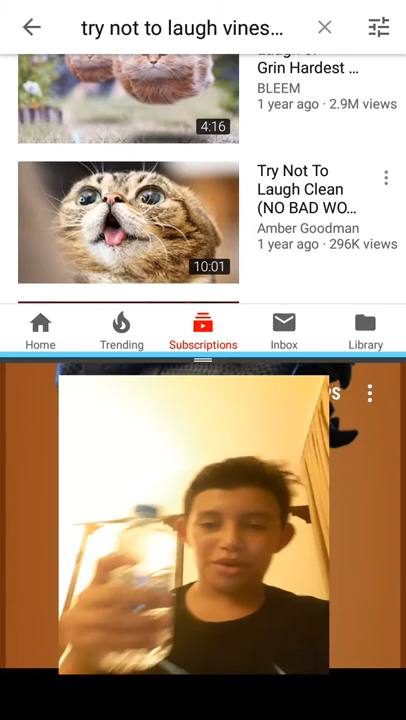 try not to laugh vines...
Grin Hardest ...
BLEEM
1 year ago · 2.9M views
4:16
Try Not To
Laugh Clean
(NO BAD WO...
Amber Goodman
1 year ago · 296K views
10:01
Home
Trending
Subscriptions
Inbox
Library